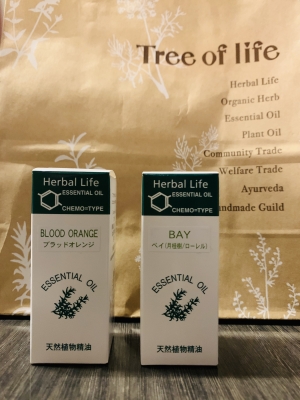 Tree of life
Herbal Life
Organic Herb
Essential Oil
Plant Oil
Community Trade
Welfare Trade
Ayurveda
andmade Guild
Herbal Life
ESSENTIAL OIL
CHEMO=TYPE
BLOOD ORANGE
ブラッドオレンジ
ESSENTIAL OIL
天然植物精油
Herbal Life
ESSENTIAL OIL
CHEMO=TYPE
BAY
ベイ(月桂樹/ローレル)
ESSENTIAL OIL
天然植物精油